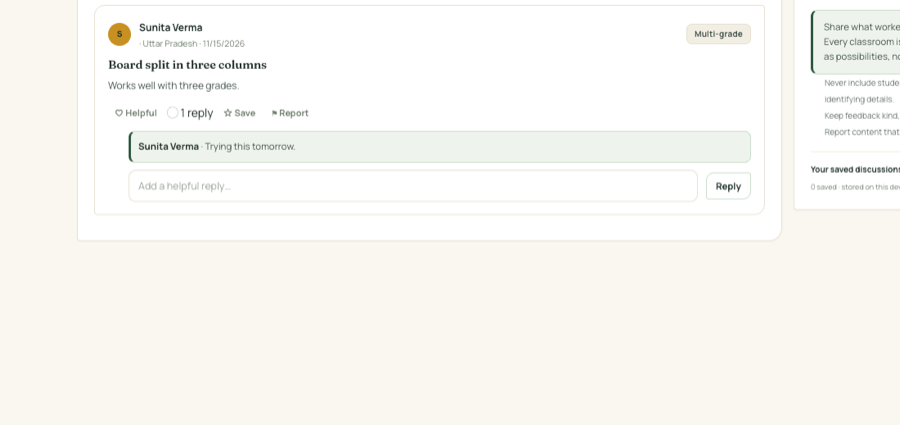 S
Sunita Verma
· Uttar Pradesh · 11/15/2026
Multi-grade
Board split in three columns
Works well with three grades.
♡ Helpful
1 reply
☆ Save
Report
Sunita Verma · Trying this tomorrow.
Add a helpful reply...
Reply
Share what worke
Every classroom is
as possibilities, no
Never include stude
identifying details.
Keep feedback kind,
Report content that
Your saved discussions
0 saved · stored on this dev